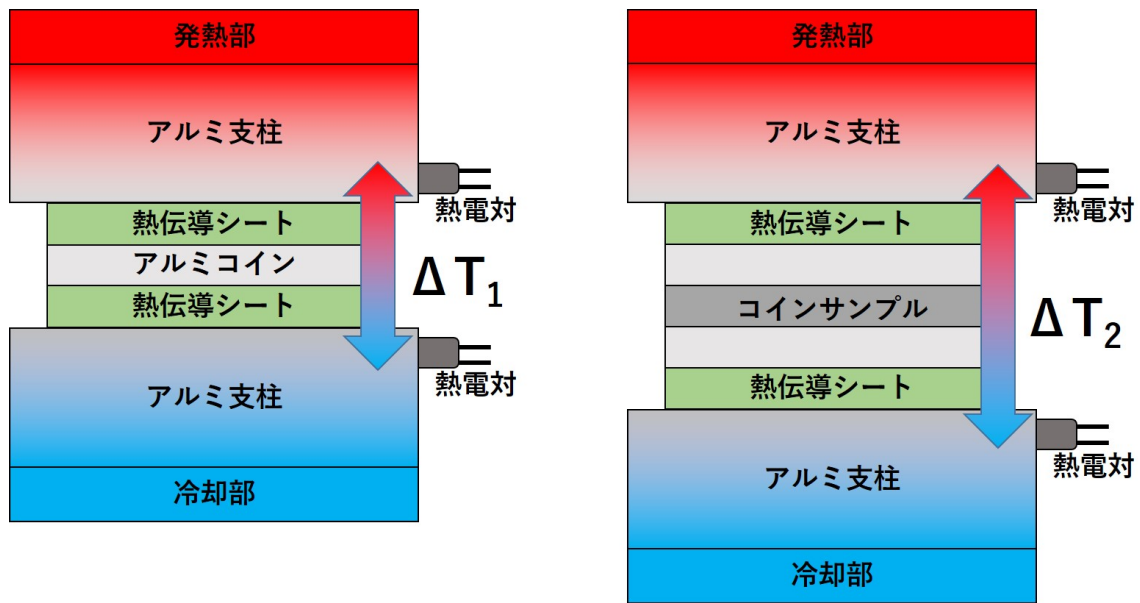 発熱部
アルミ支柱
熱電対
熱伝導シート
アルミコイン
熱伝導シート
ΔT₁
熱電対
アルミ支柱
冷却部
発熱部
アルミ支柱
熱電対
熱伝導シート
コインサンプル
ΔT₂
熱伝導シート
熱電対
アルミ支柱
冷却部